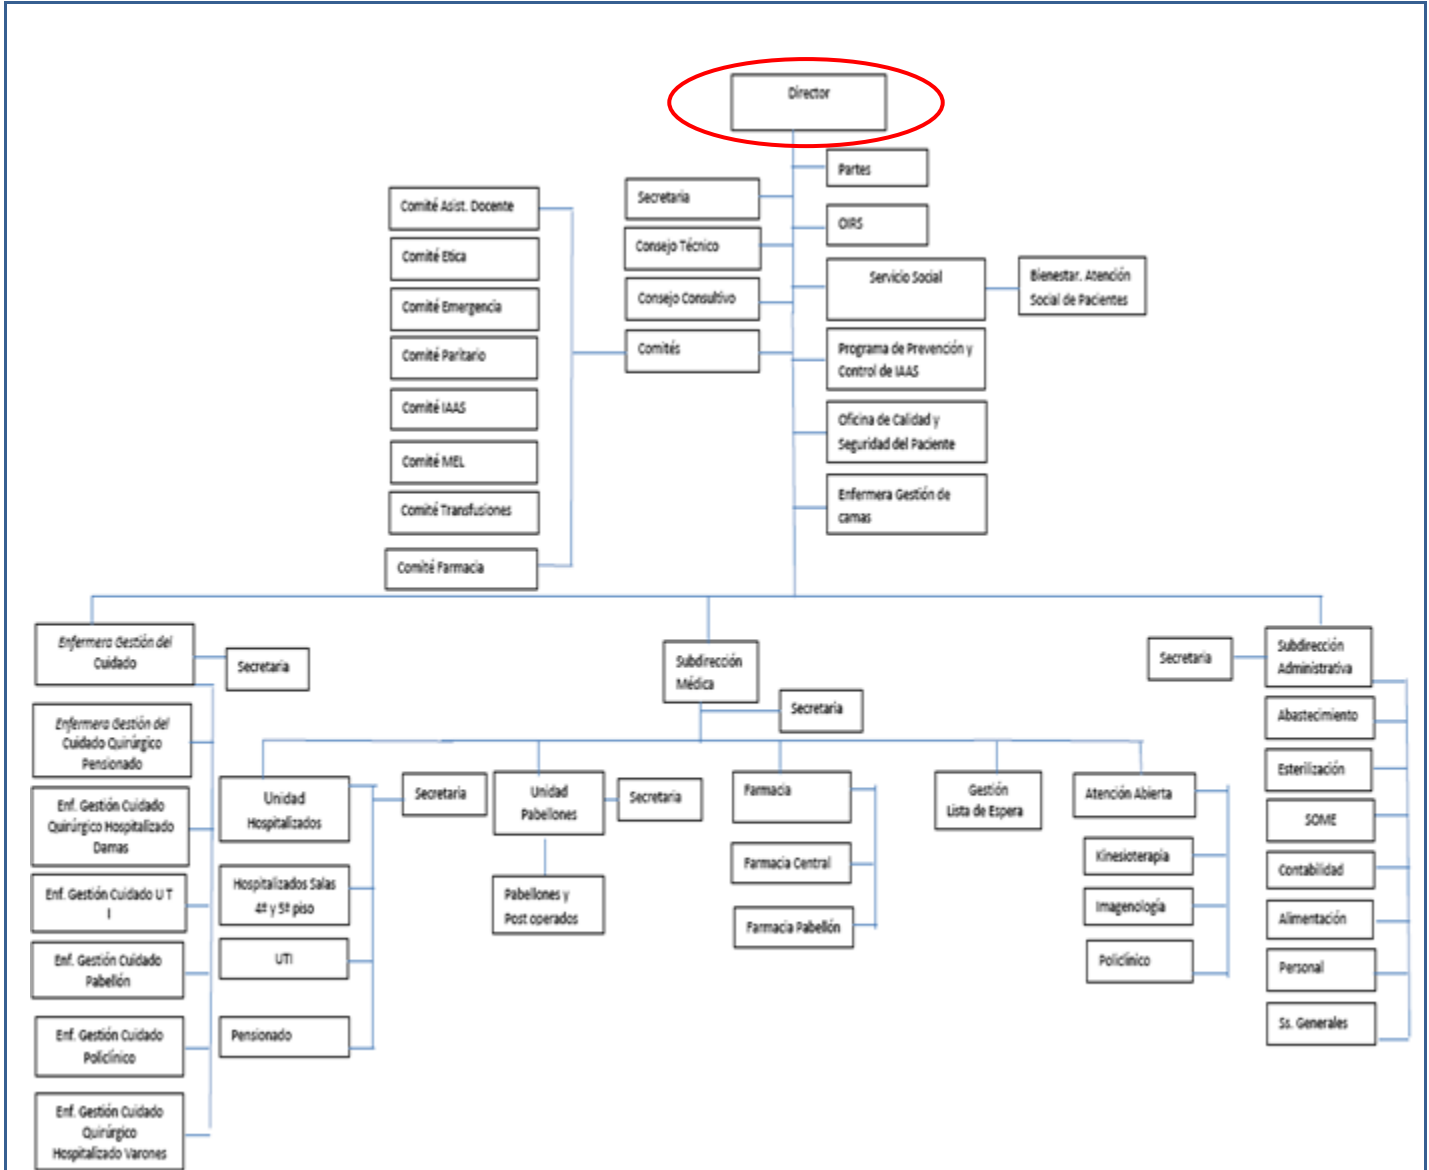 Director
Partes
Secretaria
OIRS
Consejo Técnico
Servicio Social
Bienestar. Atención
Social de Pacientes
Consejo Consultivo
Comités
Programa de Prevención y
Control de IAAS
Oficina de Calidad y
Seguridad del Paciente
Enfermera Gestión de
camas
Comité Asist. Docente
Comité Etica
Comité Emergencia
Comité Paritario
Comité IAAS
Comité MEL
Comité Transfusiones
Comité Farmacia
Enfermera Gestión del
Cuidado
Secretaria
Enfermera Gestión del
Cuidado Quirúrgico
Pensionado
Enf. Gestión Cuidado
Quirúrgico Hospitalizado
Damas
Enf. Gestión Cuidado U T
I
Enf. Gestión Cuidado
Pabellón
Enf. Gestión Cuidado
Policlínico
Enf. Gestión Cuidado
Quirúrgico
Hospitalizado Varones
Subdirección
Médica
Secretaria
Unidad
Hospitalizados
Secretaria
Hospitalizados Salas
4º y 5º piso
UTI
Pensionado
Unidad
Pabellones
Secretaria
Pabellones y
Post operados
Farmacia
Farmacia Central
Farmacia Pabellón
Gestión
Lista de Espera
Atención Abierta
Kinesioterapia
Imagenología
Policlínico
Secretaria
Subdirección
Administrativa
Abastecimiento
Esterilización
SOME
Contabilidad
Alimentación
Personal
Ss. Generales